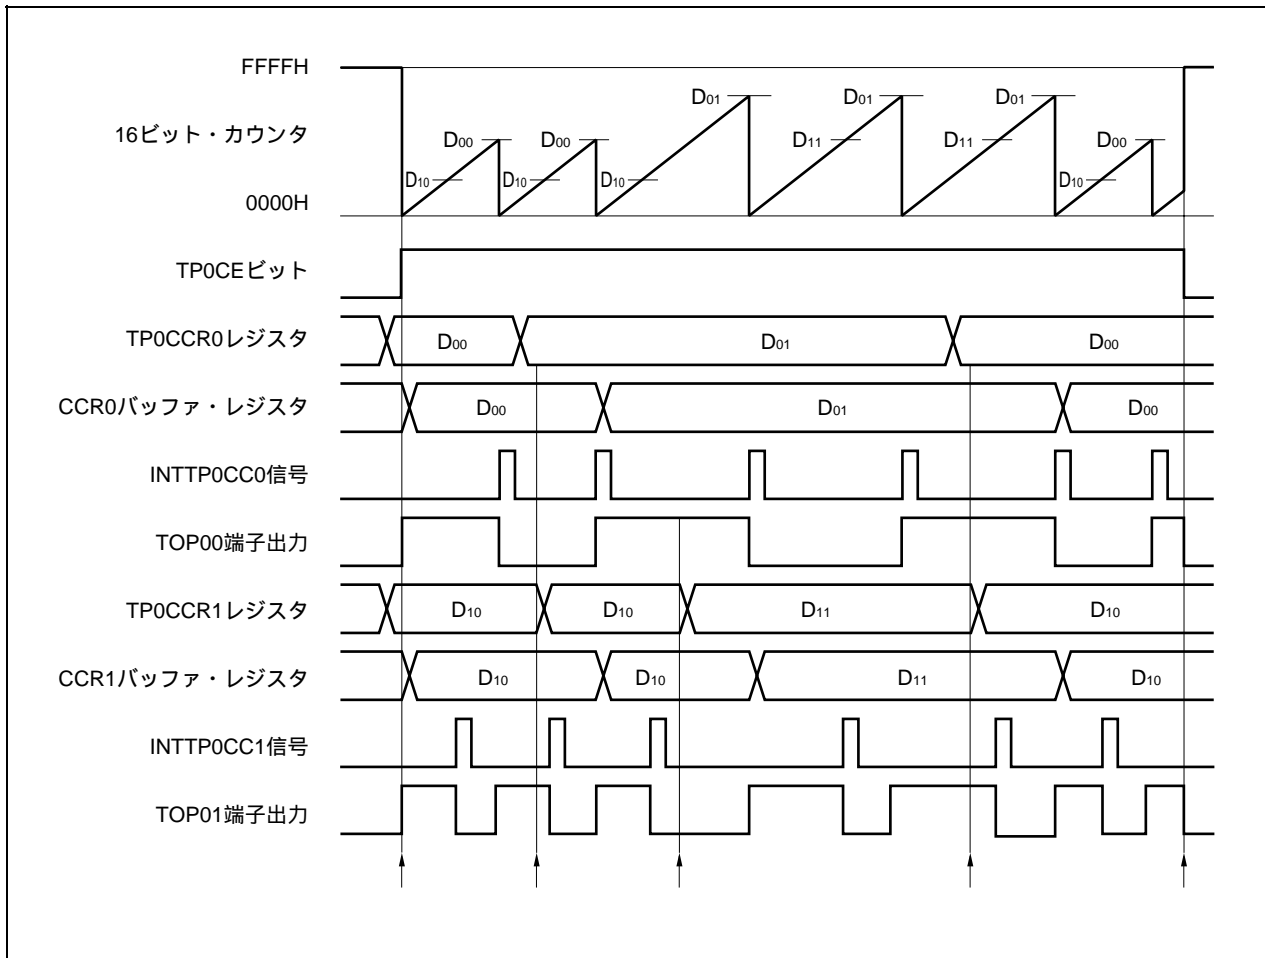 FFFFH
D01 D01 D01
16ビット・カウンタ
D00 D00 D11 D11 D00
D10 D10 D10 D10
0000H
TP0CEビット
TP0CCR0レジスタ D00 D01 D00
CCR0バッファ・レジスタ D00 D01 D00
INTTP0CC0信号
TOP00端子出力
TP0CCR1レジスタ D10 D10 D11 D10
CCR1バッファ・レジスタ D10 D10 D11 D10
INTTP0CC1信号
TOP01端子出力